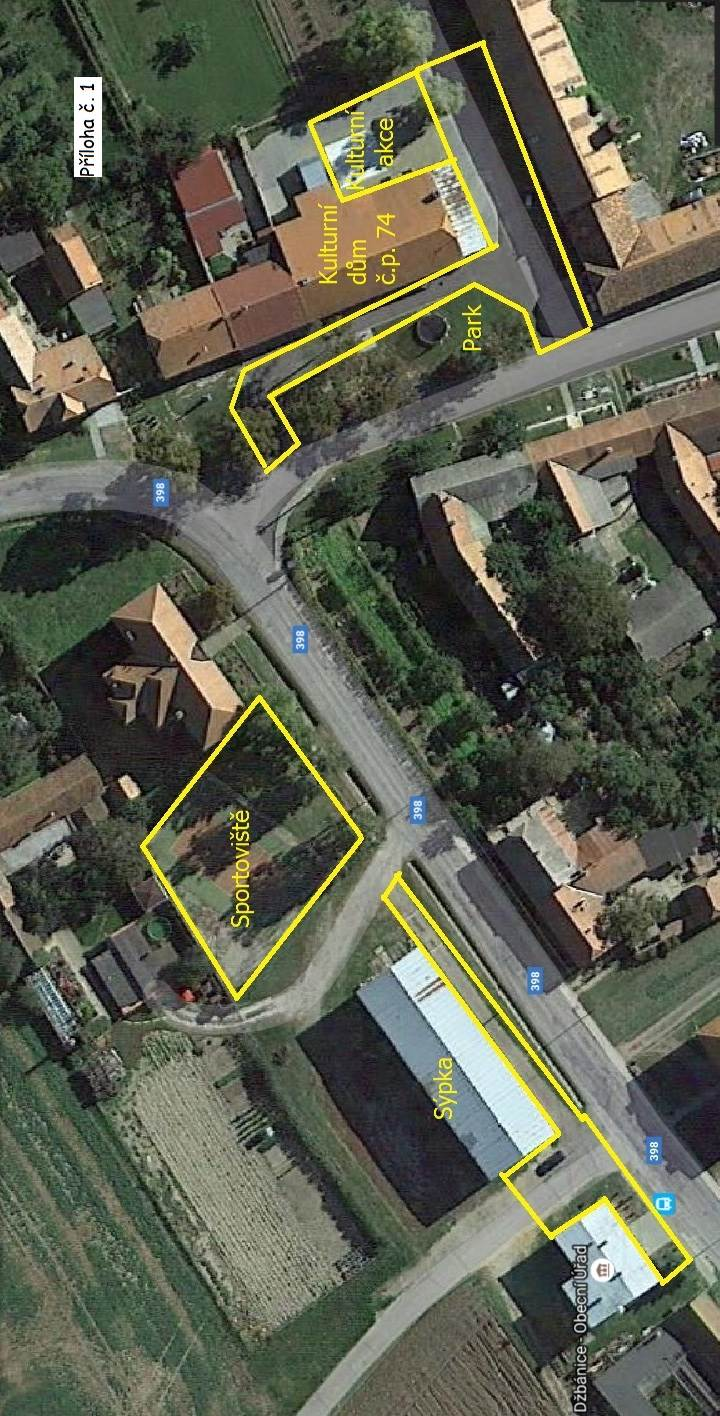 Příloha č. 1
Kulturní
akce
Kulturní
dům
č.p. 74
Park
398
398
Sportoviště
398
398
Sýpka
398
Džbánice - Obecní Úřad